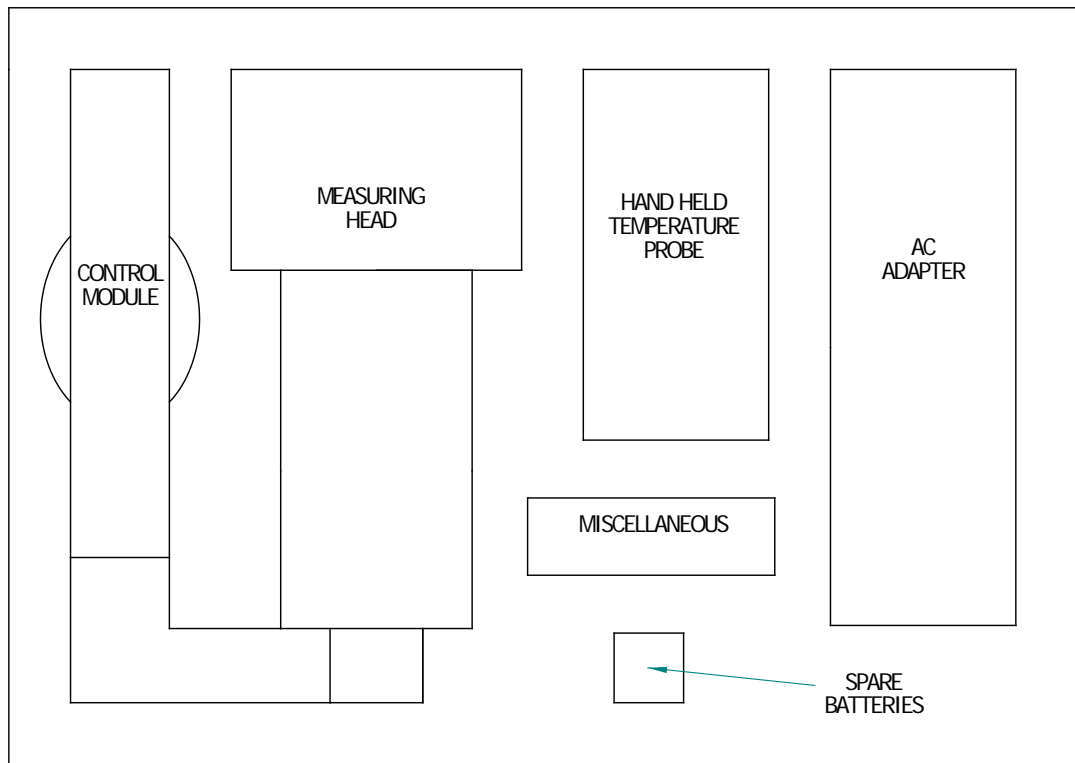 CONTROL
MODULE
MEASURING
HEAD
HAND HELD
TEMPERATURE
PROBE
AC
ADAPTER
MISCELLANEOUS
SPARE
BATTERIES